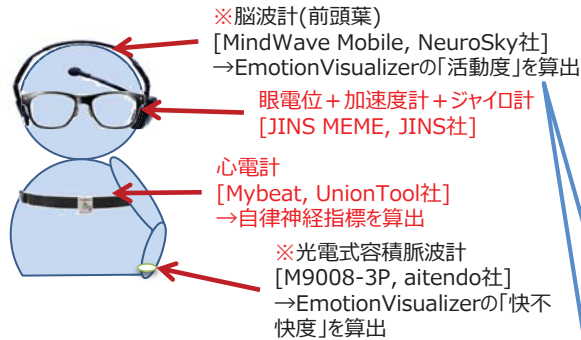 ※脳波計(前頭葉)
[MindWave Mobile, NeuroSky社]
→EmotionVisualizerの「活動度」を算出
眼電位＋加速度計＋ジャイロ計
[JINS MEME, JINS社]
心電計
[Mybeat, UnionTool社]
→自律神経指標を算出
※光電式容積脈波計
[M9008-3P, aitendo社]
→EmotionVisualizerの「快不
快度」を算出